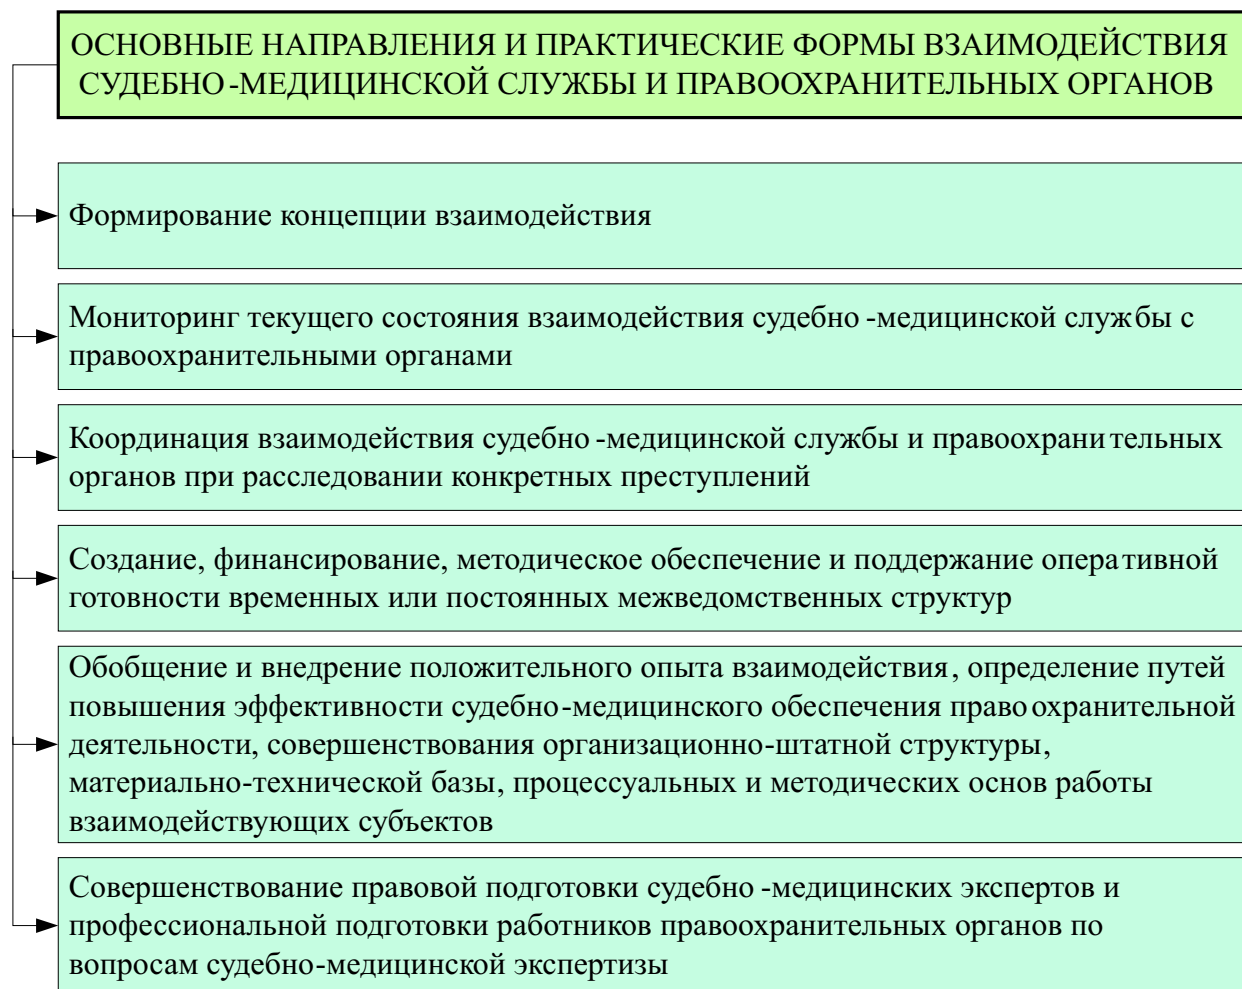 ОСНОВНЫЕ НАПРАВЛЕНИЯ И ПРАКТИЧЕСКИЕ ФОРМЫ ВЗАИМОДЕЙСТВИЯ
СУДЕБНО-МЕДИЦИНСКОЙ СЛУЖБЫ И ПРАВООХРАНИТЕЛЬНЫХ ОРГАНОВ
Формирование концепции взаимодействия
Мониторинг текущего состояния взаимодействия судебно-медицинской службы с
правоохранительными органами
Координация взаимодействия судебно-медицинской службы и правоохранительных
органов при расследовании конкретных преступлений
Создание, финансирование, методическое обеспечение и поддержание оперативной
готовности временных или постоянных межведомственных структур
Обобщение и внедрение положительного опыта взаимодействия, определение путей
повышения эффективности судебно-медицинского обеспечения правоохранительной
деятельности, совершенствования организационно-штатной структуры,
материально-технической базы, процессуальных и методических основ работы
взаимодействующих субъектов
Совершенствование правовой подготовки судебно-медицинских экспертов и
профессиональной подготовки работников правоохранительных органов по
вопросам судебно-медицинской экспертизы